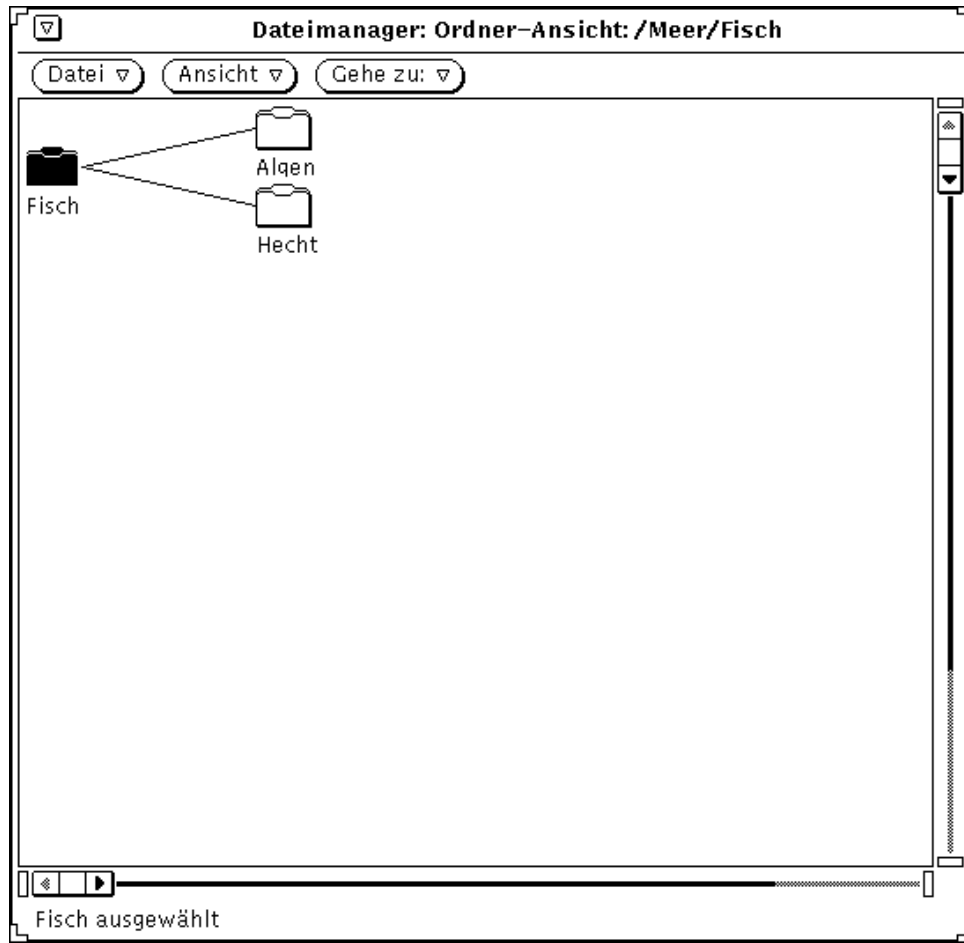 Dateimanager: Ordner-Ansicht: /Meer/Fisch
Datei Ansicht Gehe zu:
Algen
Fisch
Hecht
Fisch ausgewählt